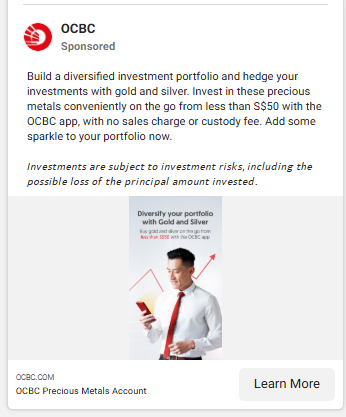 OCBC
Sponsored
Build a diversified investment portfolio and hedge your
investments with gold and silver. Invest in these precious
metals conveniently on the go from less than S$50 with the
OCBC app, with no sales charge or custody fee. Add some
sparkle to your portfolio now.
Investments are subject to investment risks, including the
possible loss of the principal amount invested.
Diversify your portfolio
with Gold and Silver
Buy gold and silver on the go from
less than S$50 with the OCBC app
OCBC.COM
OCBC Precious Metals Account
Learn More